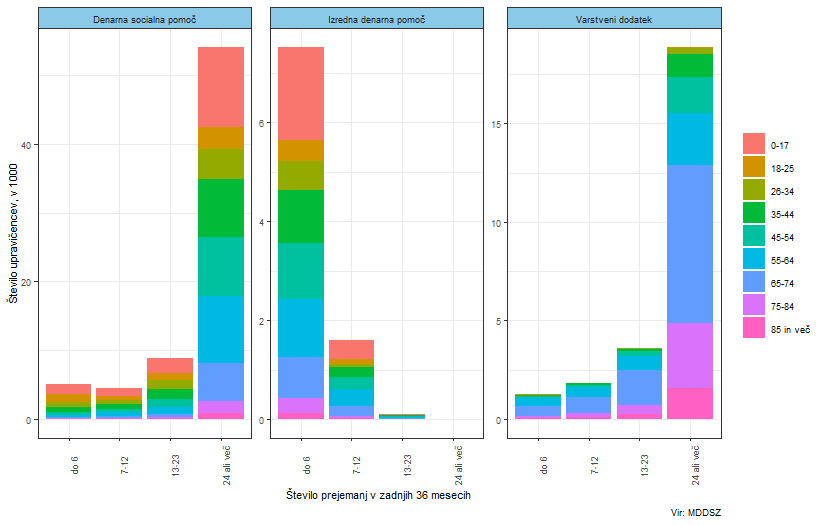 Denarna socialna pomoč
Izredna denarna pomoč
Varstveni dodatek
Število upravičencev, v 1000
40
20
0
6
4
2
0
15
10
5
0
do 6
7-12
13-23
24 ali več
do 6
7-12
13-23
24 ali več
do 6
7-12
13-23
24 ali več
Število prejemanj v zadnjih 36 mesecih
0-17
18-25
26-34
35-44
45-54
55-64
65-74
75-84
85 in več
Vir: MDDSZ